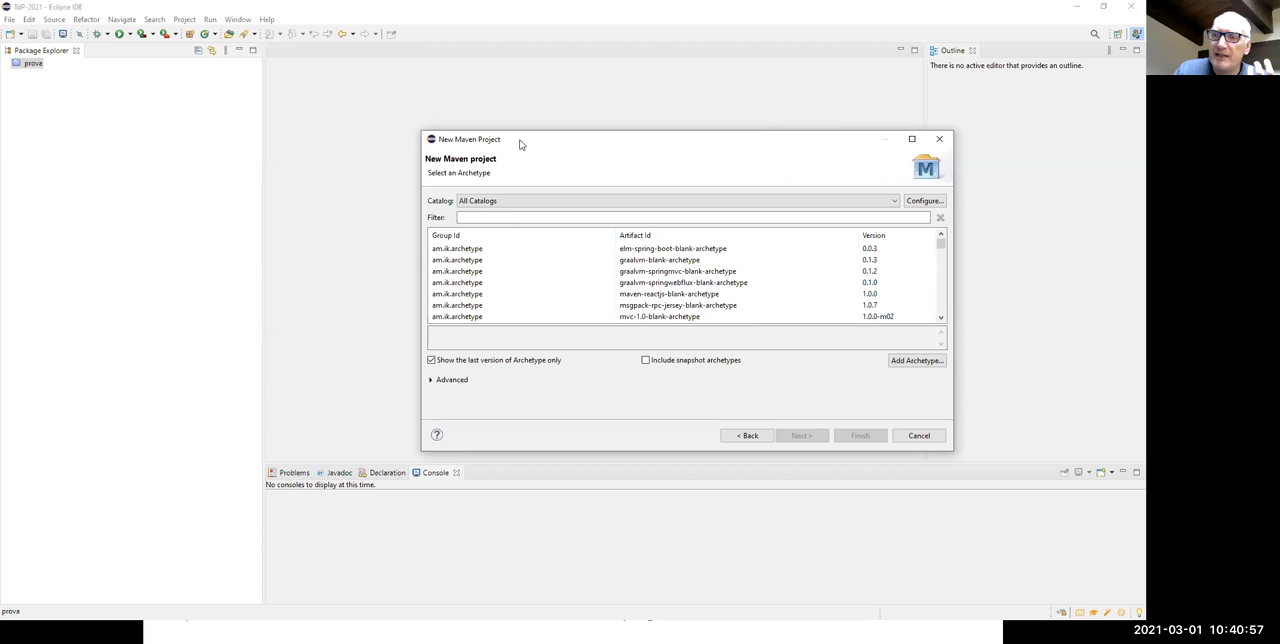 TdP-2021 - Eclipse IDE
File Edit Source Refactor Navigate Search Project Run Window Help
Package Explorer
Outline
prova
There is no active editor that provides an outline.
New Maven Project
New Maven project
Select an Archetype
M
Catalog: All Catalogs Configure...
Filter:
Group Id Artifact Id Version
am.ik.archetype elm-spring-boot-blank-archetype 0.0.3
am.ik.archetype graalvm-blank-archetype 0.1.3
am.ik.archetype graalvm-springmvc-blank-archetype 0.1.2
am.ik.archetype graalvm-springwebflux-blank-archetype 0.1.0
am.ik.archetype maven-reactjs-blank-archetype 1.0.0
am.ik.archetype msgpack-rpc-jersey-blank-archetype 1.0.7
am.ik.archetype mvc-1.0-blank-archetype 1.0.0-m02
Show the last version of Archetype only Include snapshot archetypes Add Archetype...
Advanced
? < Back Next > Finish Cancel
Problems Javadoc Declaration Console
No consoles to display at this time.
prova
2021-03-01 10:40:57